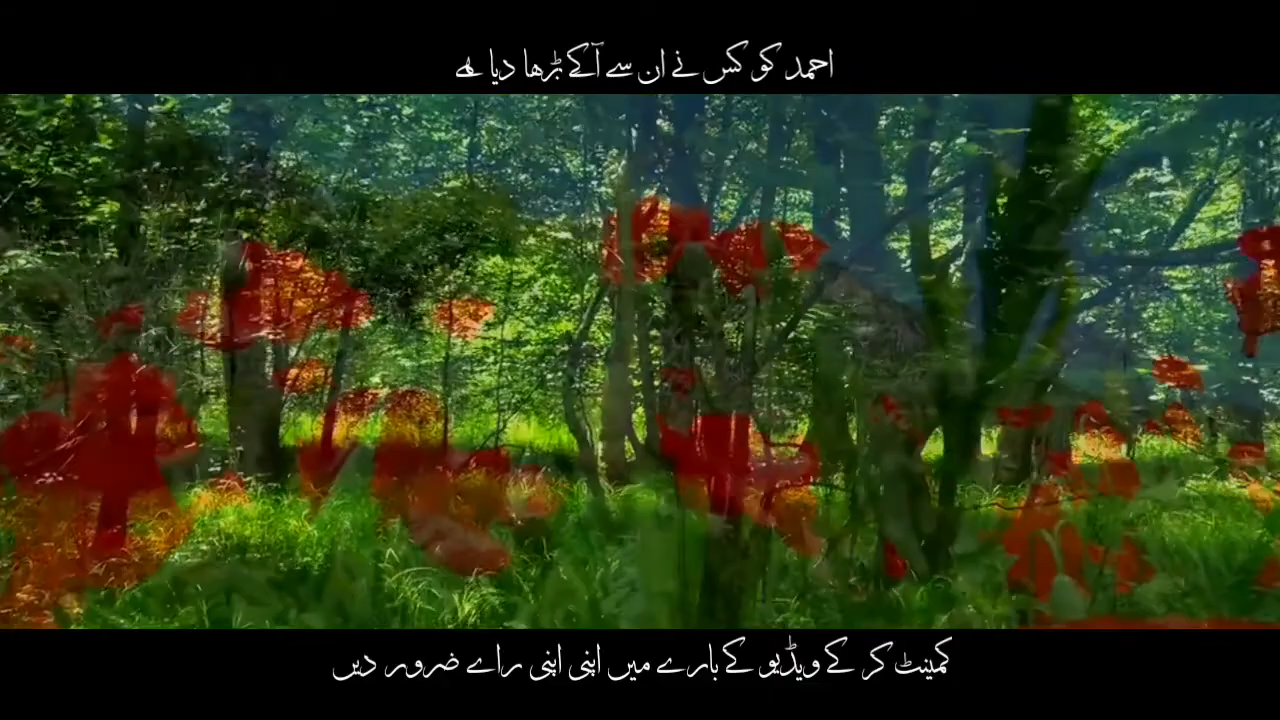 احمد کو کس نے ان سے آگے بڑھا دیا ھے
کمینٹ کر کے ویڈیو کے بارے میں اپنی اپنی راے ضرور دیں